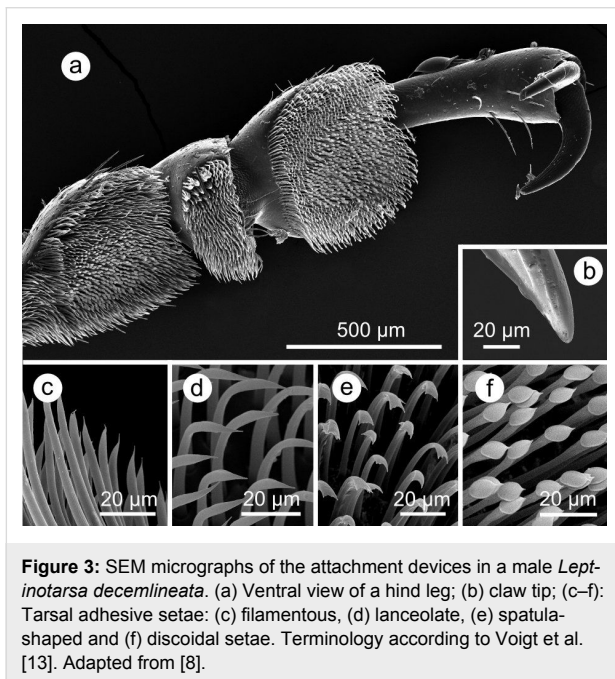 a
b
20 µm
500 µm
c
d
e
f
20 µm
20 µm
20 µm
20 µm
Figure 3: SEM micrographs of the attachment devices in a male Lept-
inotarsa decemlineata. (a) Ventral view of a hind leg; (b) claw tip; (c–f):
Tarsal adhesive setae: (c) filamentous, (d) lanceolate, (e) spatula-
shaped and (f) discoidal setae. Terminology according to Voigt et al.
[13]. Adapted from [8].